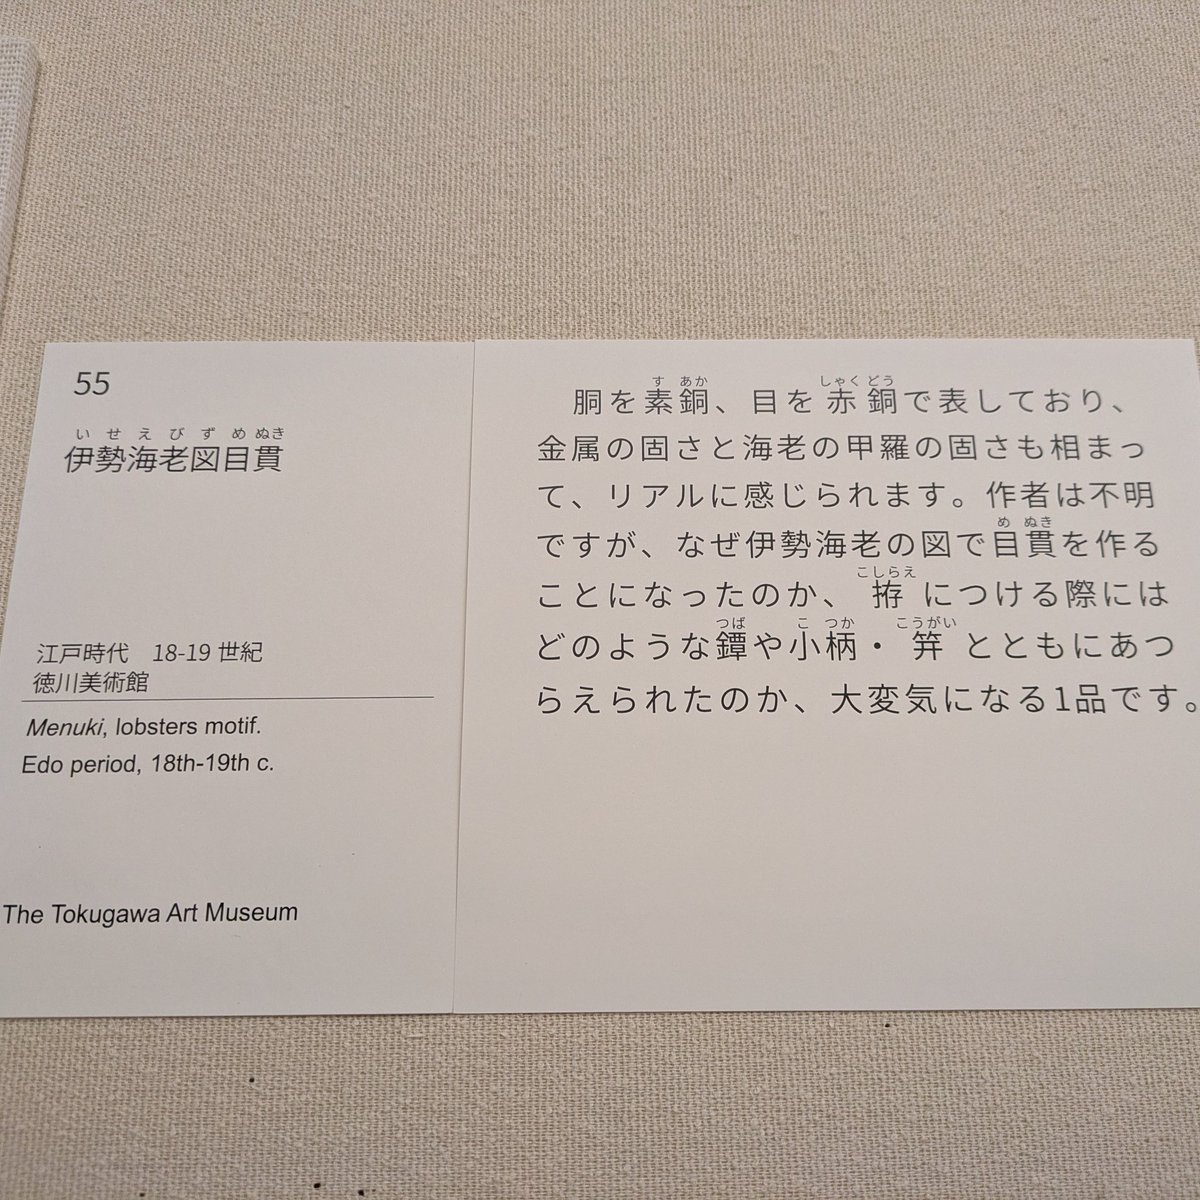 55
いせえびずめぬき
伊勢海老図目貫
江戸時代　18-19 世紀
徳川美術館
Menuki, lobsters motif.
Edo period, 18th-19th c.
The Tokugawa Art Museum
す あか しゃく どう
胴を素銅、目を赤銅で表しており、
金属の固さと海老の甲羅の固さも相まっ
て、リアルに感じられます。作者は不明
め ぬき
ですが、なぜ伊勢海老の図で目貫を作る
こしらえ
ことになったのか、拵につける際には
つば こ つか こうがい
どのような鐔や小柄・笄とともにあつ
らえられたのか、大変気になる1品です。